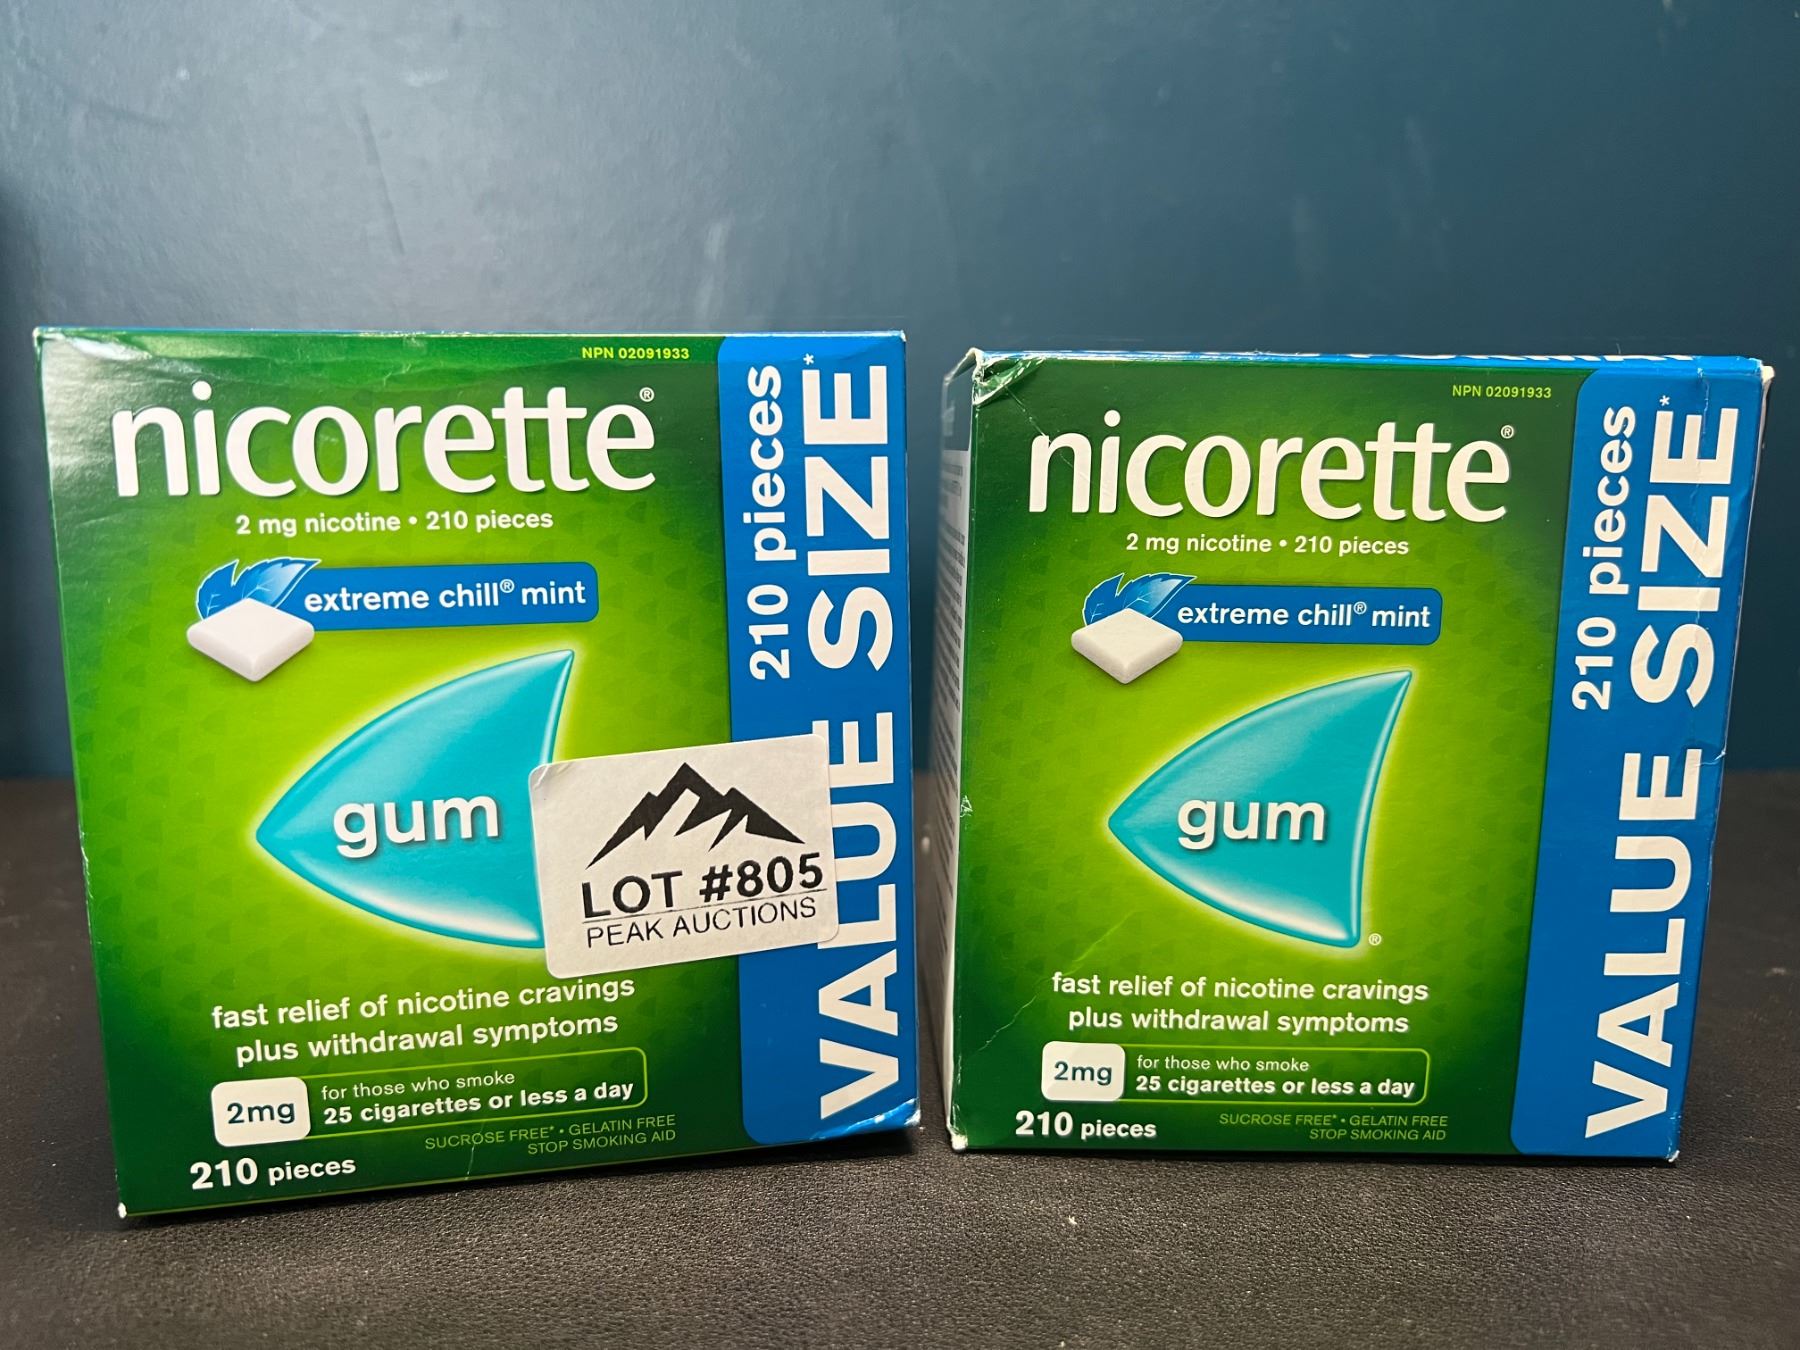 NPN 02091933
nicorette®
2 mg nicotine • 210 pieces
extreme chill® mint
gum
LOT #805
PEAK AUCTIONS
fast relief of nicotine cravings
plus withdrawal symptoms
2mg
for those who smoke
25 cigarettes or less a day
SUCROSE FREE* • GELATIN FREE
STOP SMOKING AID
210 pieces
210 pieces
VALUE SIZE*
NPN 02091933
nicorette®
2 mg nicotine • 210 pieces
extreme chill® mint
gum
®
fast relief of nicotine cravings
plus withdrawal symptoms
2mg
for those who smoke
25 cigarettes or less a day
210 pieces
SUCROSE FREE* • GELATIN FREE
STOP SMOKING AID
210 pieces
VALUE SIZE*